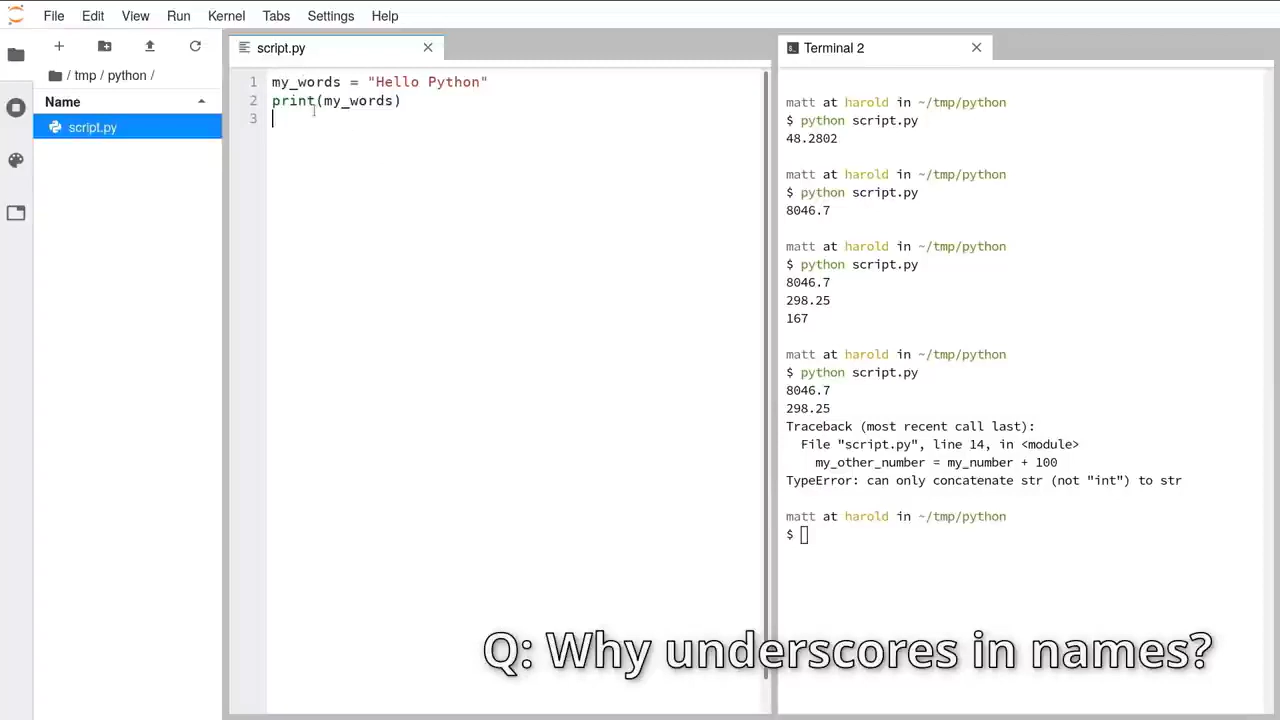 File Edit View Run Kernel Tabs Settings Help
/ tmp / python /
Name
script.py
script.py
1 my_words = "Hello Python"
2 print(my_words)
3
Terminal 2
matt at harold in ~/tmp/python
$ python script.py
48.2802
matt at harold in ~/tmp/python
$ python script.py
8046.7
matt at harold in ~/tmp/python
$ python script.py
8046.7
298.25
167
matt at harold in ~/tmp/python
$ python script.py
8046.7
298.25
Traceback (most recent call last):
File "script.py", line 14, in <module>
my_other_number = my_number + 100
TypeError: can only concatenate str (not "int") to str
matt at harold in ~/tmp/python
$
Q: Why underscores in names?